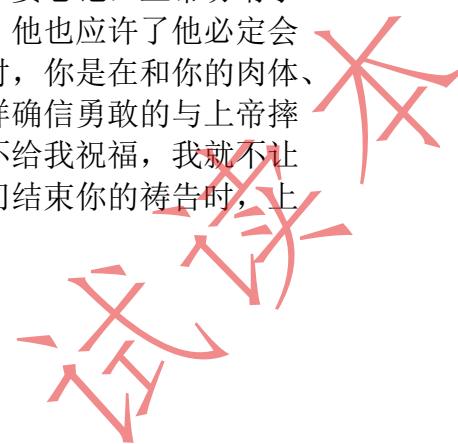 他也应许了他必定会
时，你是在和你的肉体、
样确信勇敢的与上帝摔
不给我祝福，我就不让
们结束你的祷告时，上
试读本